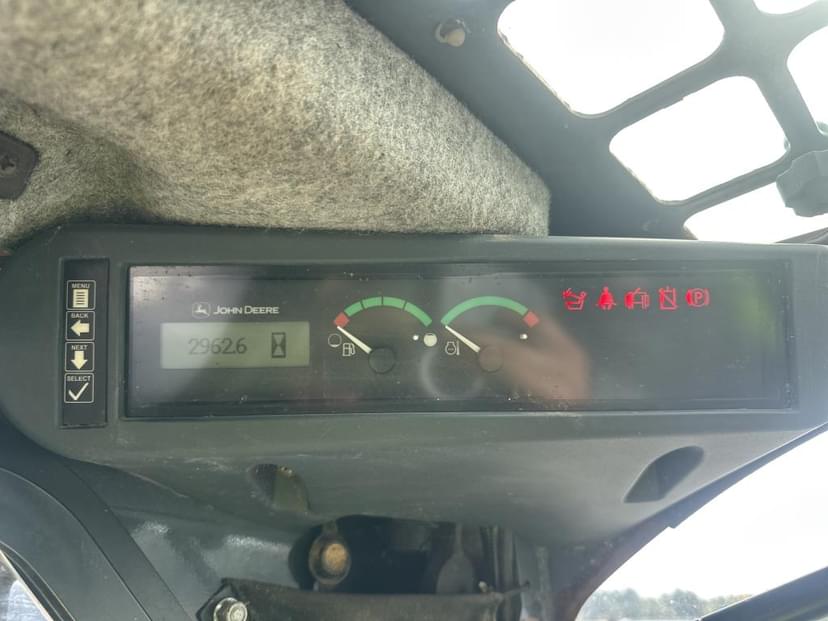 MENU
BACK
NEXT
SELECT
JOHN DEERE
2962.6
P